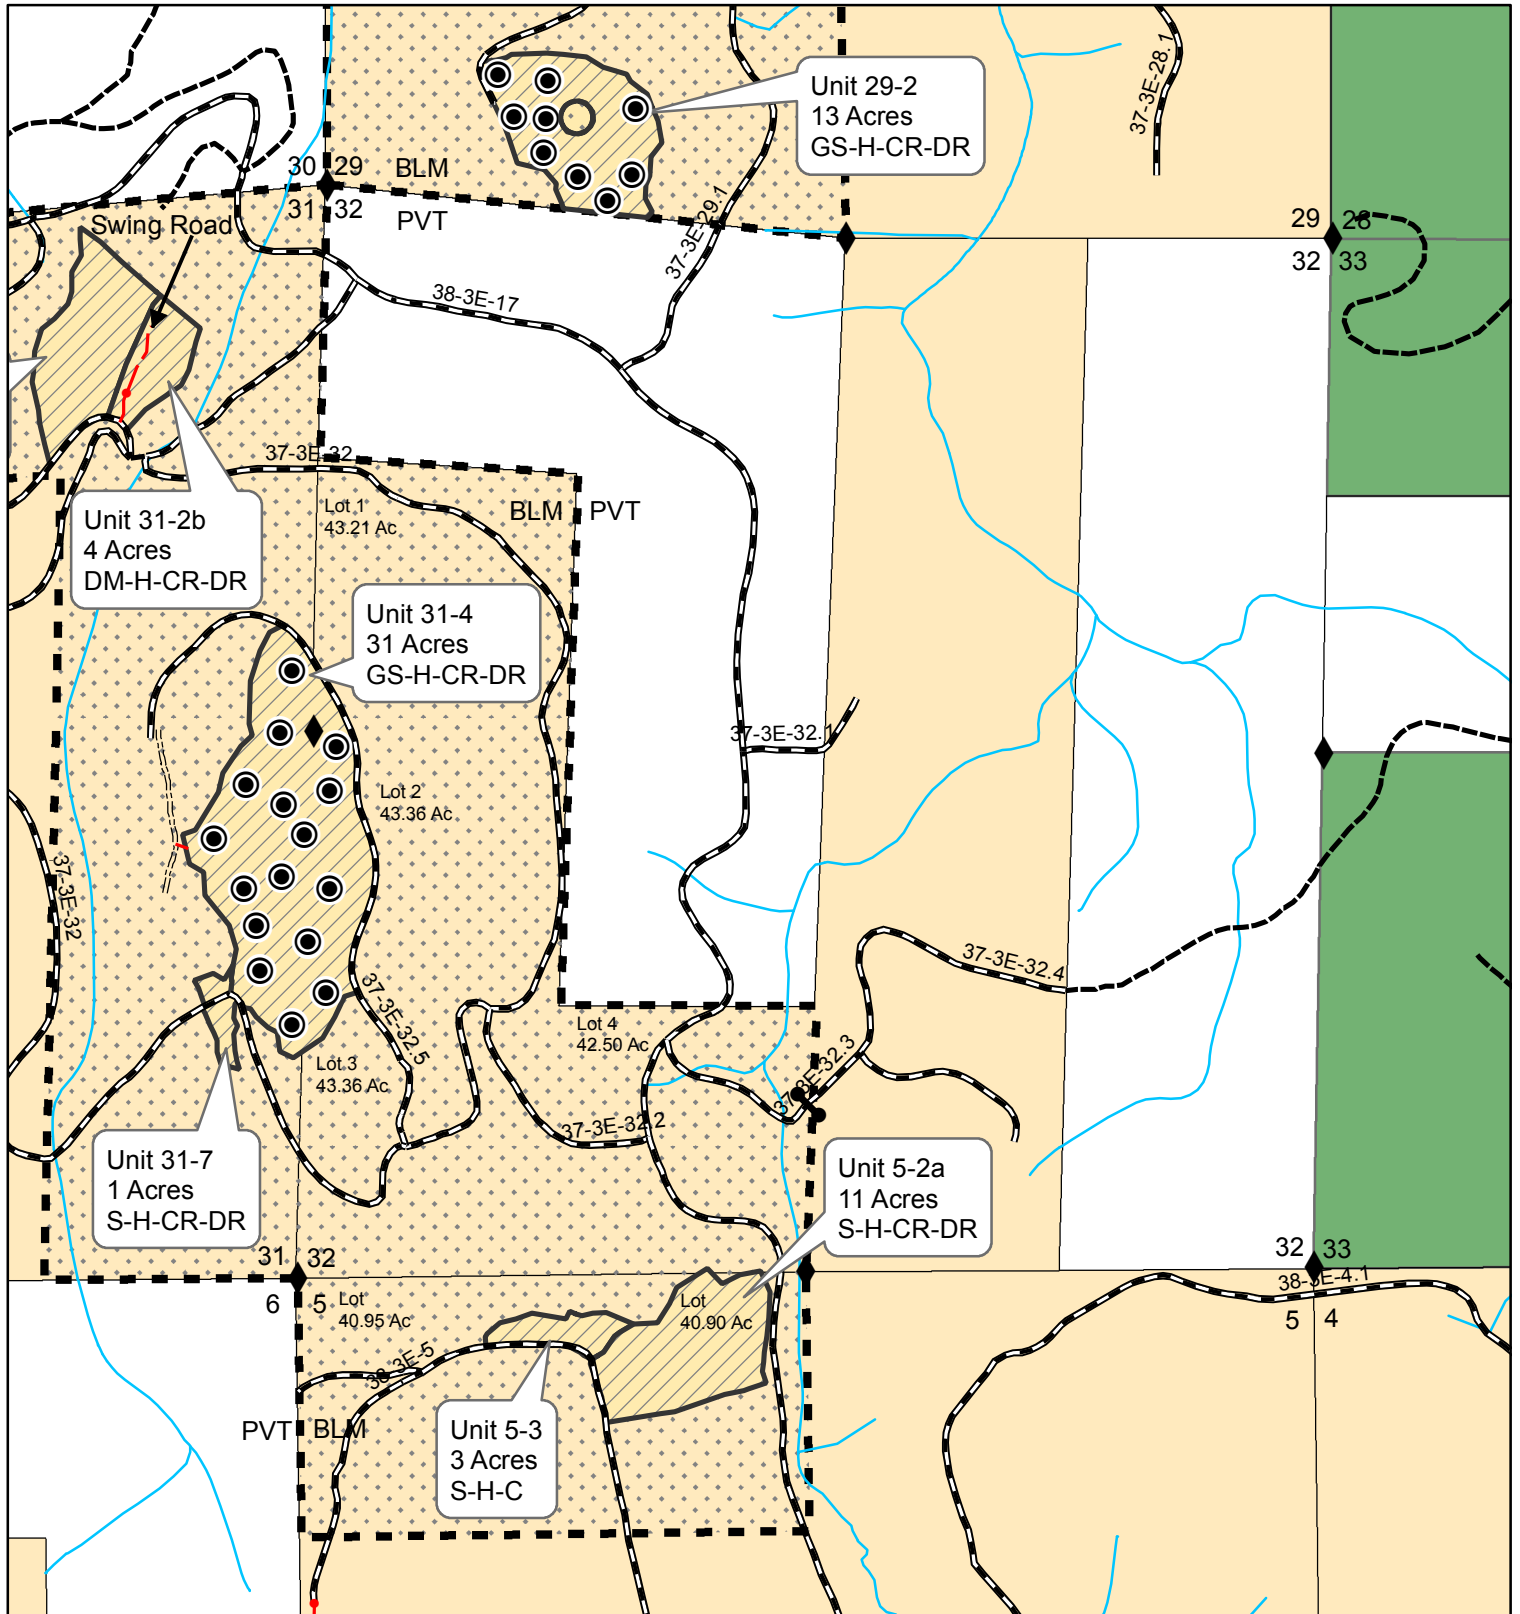 Unit 29-2
13 Acres
GS-H-CR-DR
37-3E-28.1
30 29
BLM
31 32
PVT
Swing Road
29 28
32 33
37-3E-29.1
38-3E-17
37-3E-32
Lot 1
43.21 Ac
BLM PVT
Unit 31-2b
4 Acres
DM-H-CR-DR
Unit 31-4
31 Acres
GS-H-CR-DR
37-3E-32.1
Lot 2
43.36 Ac
37-3E-32
37-3E-32.4
37-3E-32.5
Lot 4
42.50 Ac
Lot 3
43.36 Ac
37-3E-32.3
37-3E-32.2
Unit 31-7
1 Acres
S-H-CR-DR
Unit 5-2a
11 Acres
S-H-CR-DR
31 32
6 5
32 33
38-3E-4.1
5 4
Lot
40.95 Ac
Lot
40.90 Ac
38-3E-5
PVT BLM
Unit 5-3
3 Acres
S-H-C